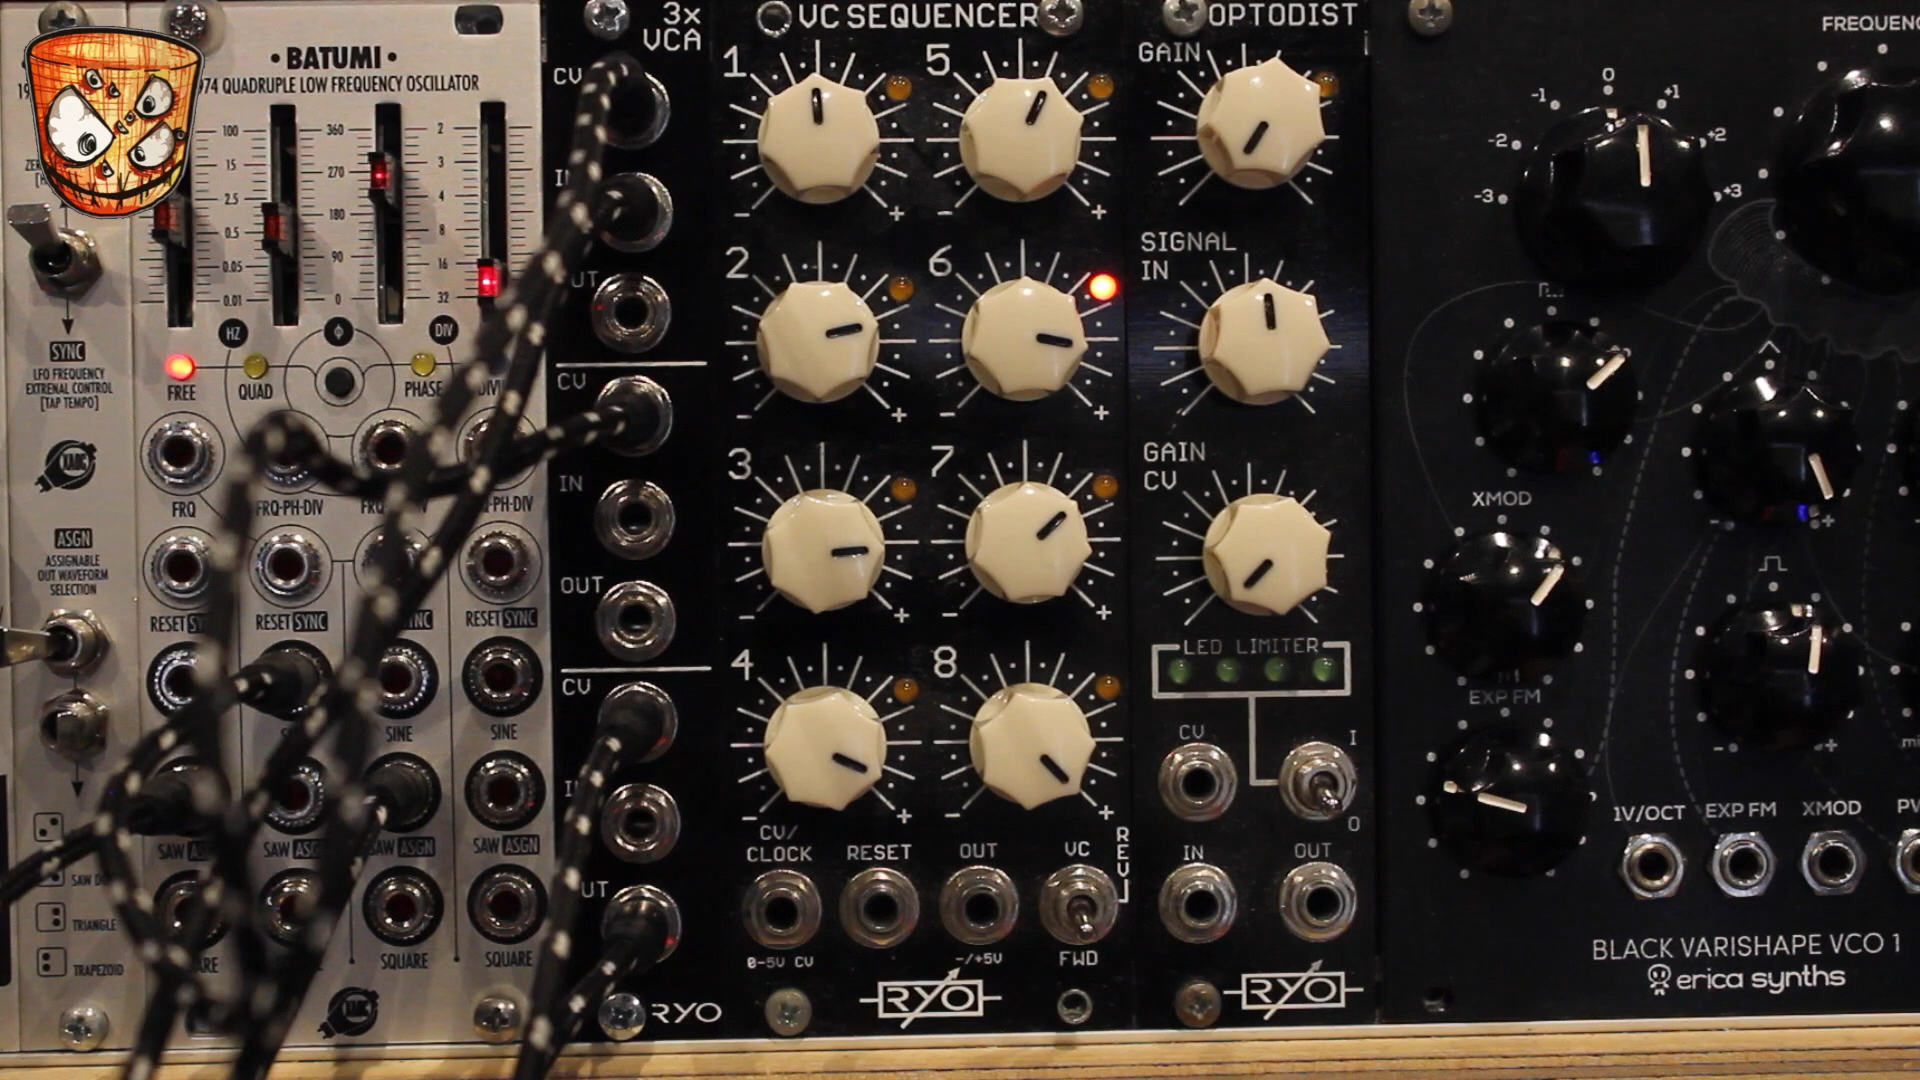 • BATUMI •
974 QUADRUPLE LOW FREQUENCY OSCILLATOR
100
15
2.5
0.5
0.05
0.01
360
270
180
90
0
2
3
4
8
16
32
HZ
Φ
DIV
FREE
QUAD
PHASE
SYNC
LFO FREQUENCY
EXTRENAL CONTROL
[TAP TEMPO]
XAOC
FRQ
FRQ-PH-DIV
ASGN
ASSIGNABLE
OUT WAVEFORM
SELECTION
RESET
RESET SYNC
RESET SYNC
SINE
SINE
SAW
SAW ASGN
SAW ASGN
SAW ASGN
TRIANGLE
TRAPEZOID
SQUARE
SQUARE
3x
VCA
CV
CV
IN
OUT
CV
RYO
VC SEQUENCER
1
5
2
6
3
7
4
8
- +
- +
- +
- +
- +
- +
- +
- +
CV/
CLOCK
RESET
OUT
VC
REV
0-5V CV
-/+5V
FWD
RYO
OPTODIST
GAIN
SIGNAL
IN
GAIN
CV
LED LIMITER
CV
I
O
IN
OUT
RYO
-3
-2
-1
0
+1
+2
+3
XMOD
EXP FM
1V/OCT
EXP FM
XMOD
BLACK VARISHAPE VCO 1
erica synths